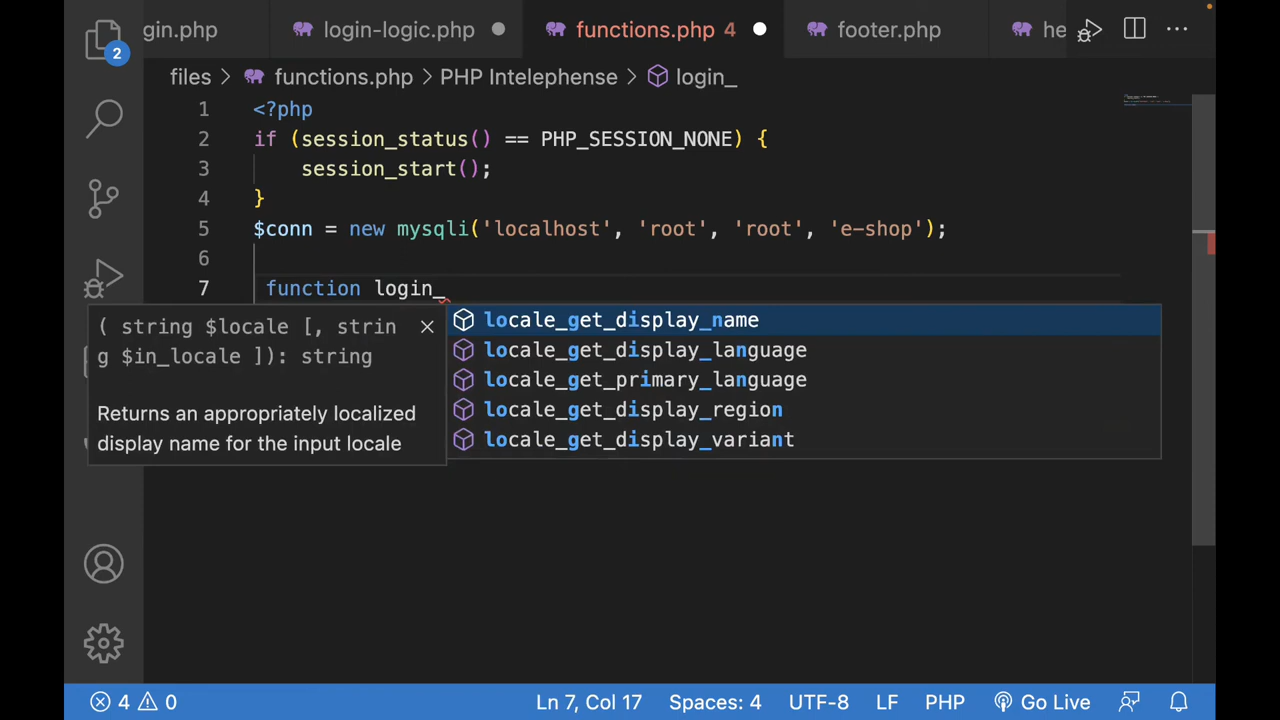 gin.php login-logic.php functions.php 4 footer.php he
2
files > functions.php > PHP Intelephense > login_
1 <?php
2 if (session_status() == PHP_SESSION_NONE) {
3 session_start();
4 }
5 $conn = new mysqli('localhost', 'root', 'root', 'e-shop');
6
7 function login_
( string $locale [, strin
g $in_locale ]): string
Returns an appropriately localized
display name for the input locale
locale_get_display_name
locale_get_display_language
locale_get_primary_language
locale_get_display_region
locale_get_display_variant
4 0 Ln 7, Col 17 Spaces: 4 UTF-8 LF PHP Go Live